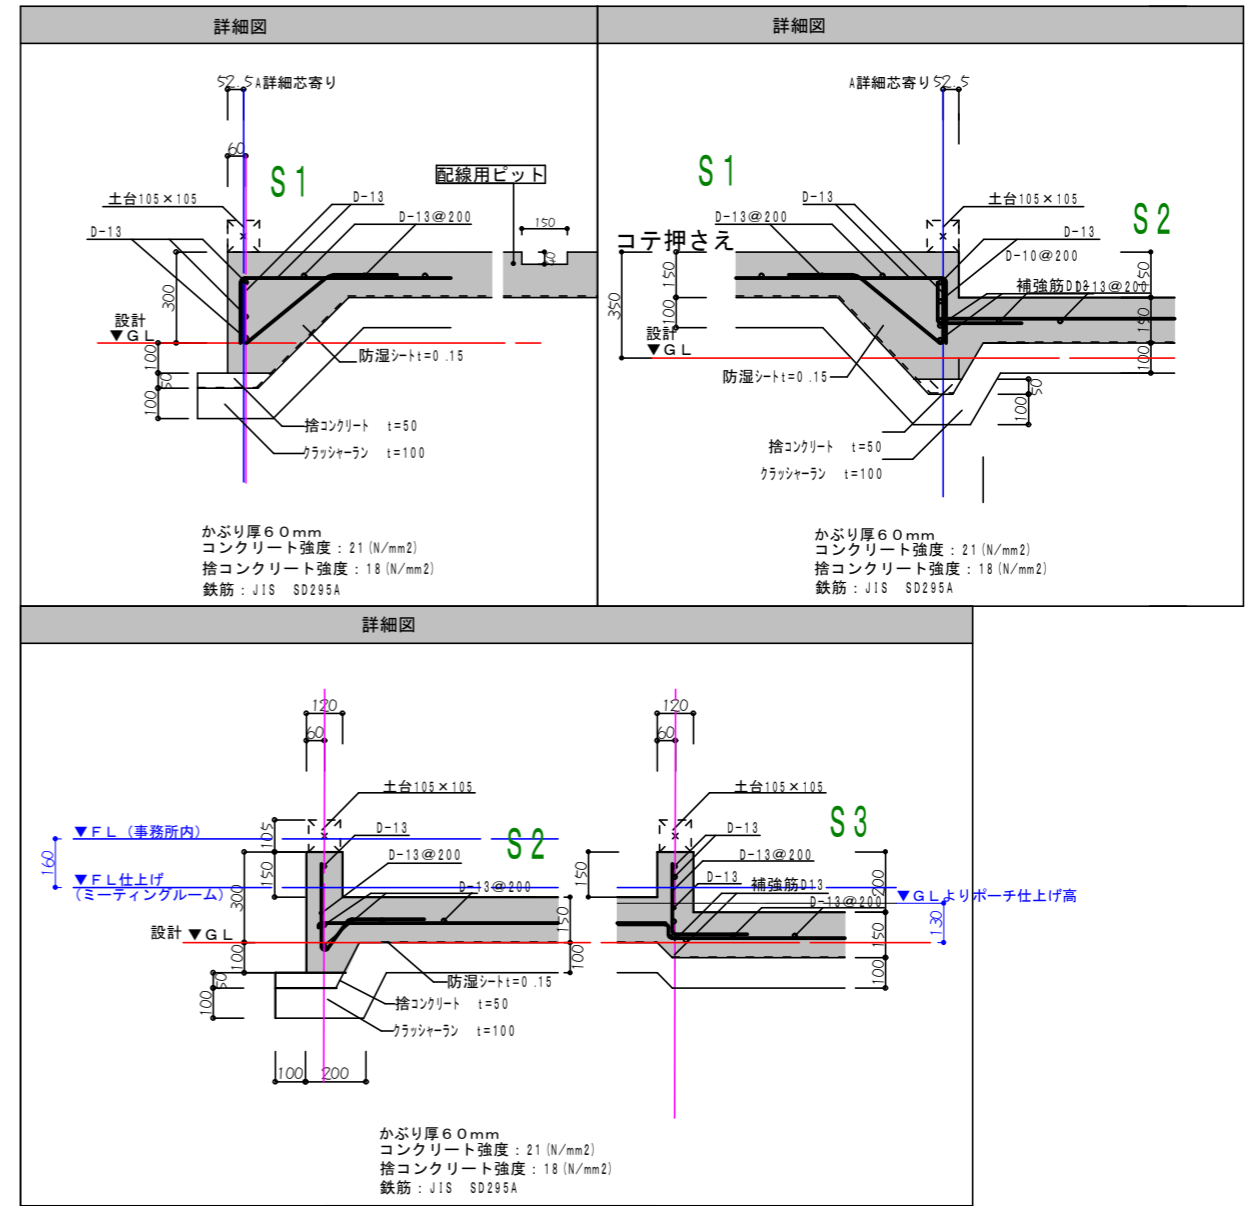 詳細図
52.5
A詳細芯寄り
60
S1
配線用ピット
土台105×105
D-13
D-13@200
150
D-13
40
300
設計
▼GL
100
50
100
防湿シートt=0.15
捨コンクリート t=50
クラッシャーラン t=100
かぶり厚60mm
コンクリート強度:21(N/mm2)
捨コンクリート強度:18(N/mm2)
鉄筋:JIS SD295A
詳細図
A詳細芯寄り
52.5
S1
D-13
土台105×105
S2
D-13@200
D-13
コテ押さえ
D-10@200
補強筋D13
D-13@200
350
150
100
50
150
100
設計
▼GL
防湿シートt=0.15
50
100
捨コンクリート t=50
クラッシャーラン t=100
かぶり厚60mm
コンクリート強度:21(N/mm2)
捨コンクリート強度:18(N/mm2)
鉄筋:JIS SD295A
詳細図
120
60
土台105×105
▼FL(事務所内)
105
D-13
S2
160
D-13@200
▼FL仕上げ
(ミーティングルーム)
300
150
D-13@200
150
設計 ▼GL
100
100
50
100
防湿シートt=0.15
捨コンクリート t=50
クラッシャーラン t=100
100
200
120
60
土台105×105
D-13
S3
D-13@200
150
D-13
補強筋D13
200
D-13@200
▼GLよりポーチ仕上げ高
130
150
100
かぶり厚60mm
コンクリート強度:21(N/mm2)
捨コンクリート強度:18(N/mm2)
鉄筋:JIS SD295A